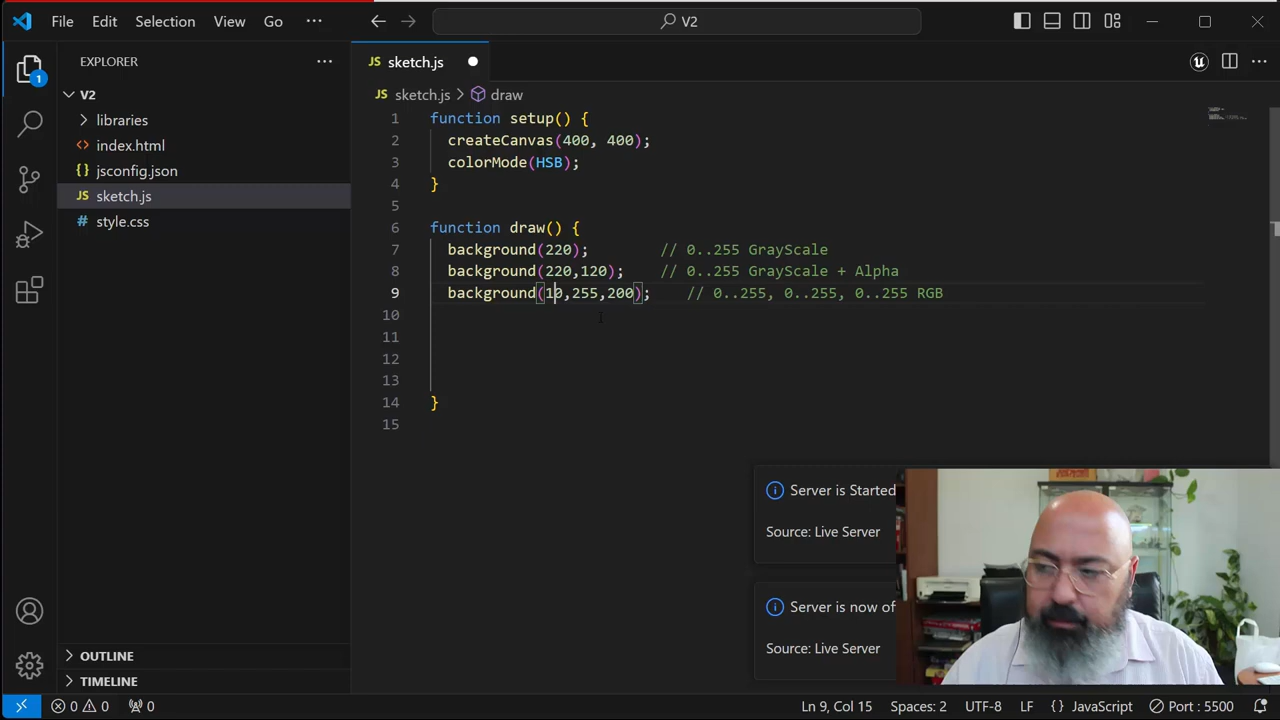 File Edit Selection View Go ··· V2
EXPLORER
V2
libraries
index.html
jsconfig.json
sketch.js
style.css
OUTLINE
TIMELINE
1
JS sketch.js
JS sketch.js > draw
1 function setup() {
2 createCanvas(400, 400);
3 colorMode(HSB);
4 }
5
6 function draw() {
7 background(220); // 0..255 GrayScale
8 background(220,120); // 0..255 GrayScale + Alpha
9 background(10,255,200); // 0..255, 0..255, 0..255 RGB
10
11
12
13
14 }
15
Server is Started
Source: Live Server
Server is now of
Source: Live Server
0 0 0 Ln 9, Col 15 Spaces: 2 UTF-8 LF {} JavaScript Port : 5500